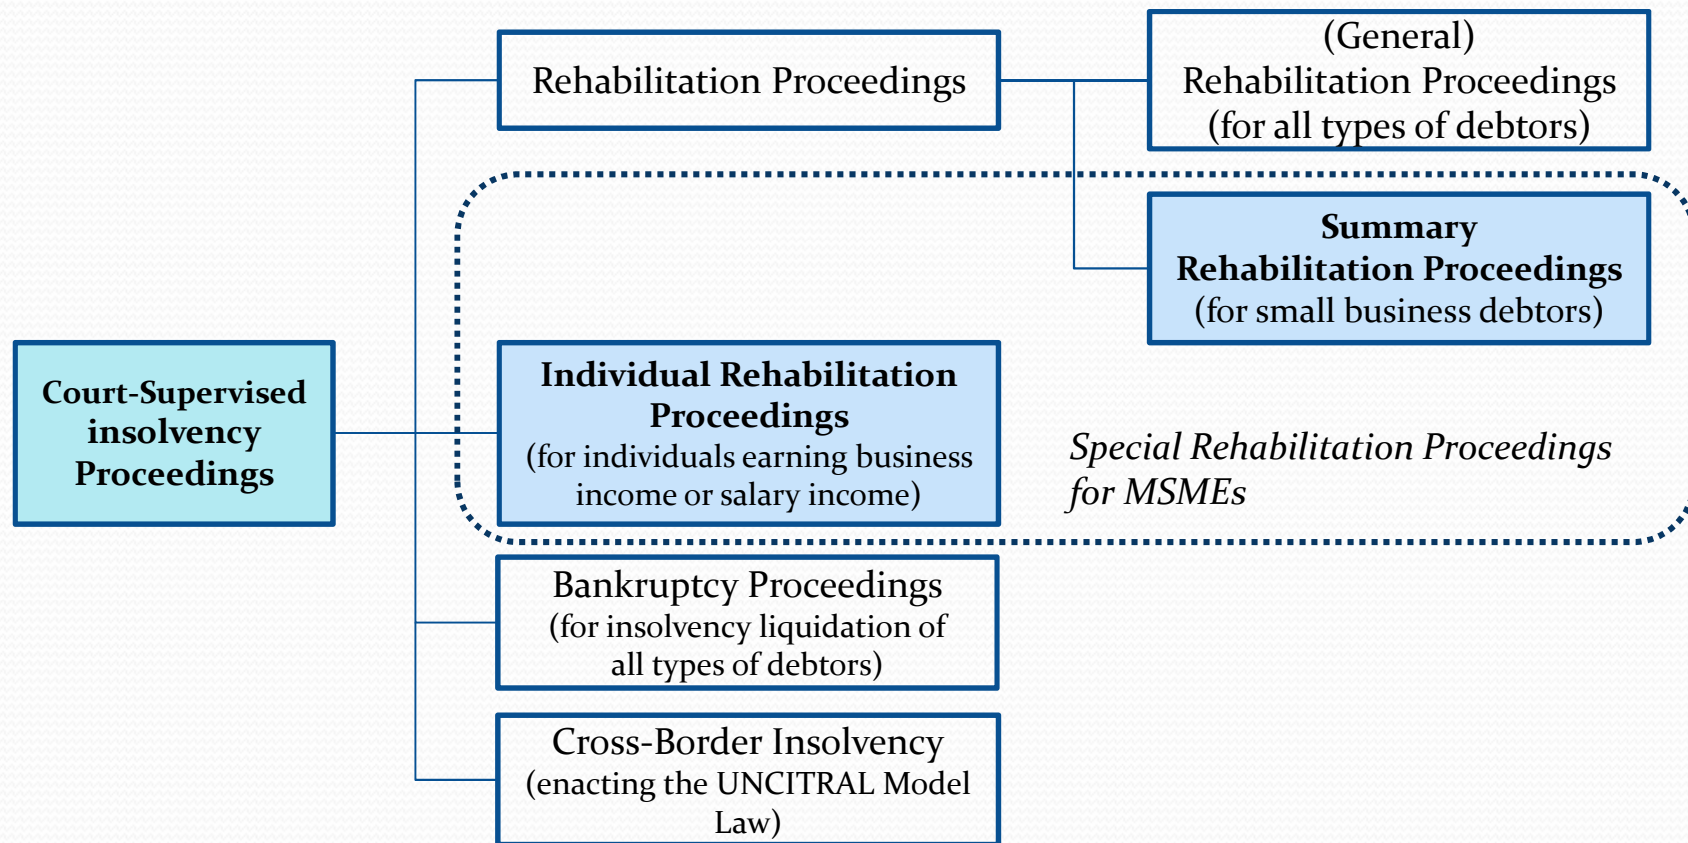 Rehabilitation Proceedings
(General)
Rehabilitation Proceedings
(for all types of debtors)
Summary
Rehabilitation Proceedings
(for small business debtors)
Court-Supervised
insolvency
Proceedings
Individual Rehabilitation
Proceedings
(for individuals earning business
income or salary income)
Special Rehabilitation Proceedings
for MSMEs
Bankruptcy Proceedings
(for insolvency liquidation of
all types of debtors)
Cross-Border Insolvency
(enacting the UNCITRAL Model
Law)